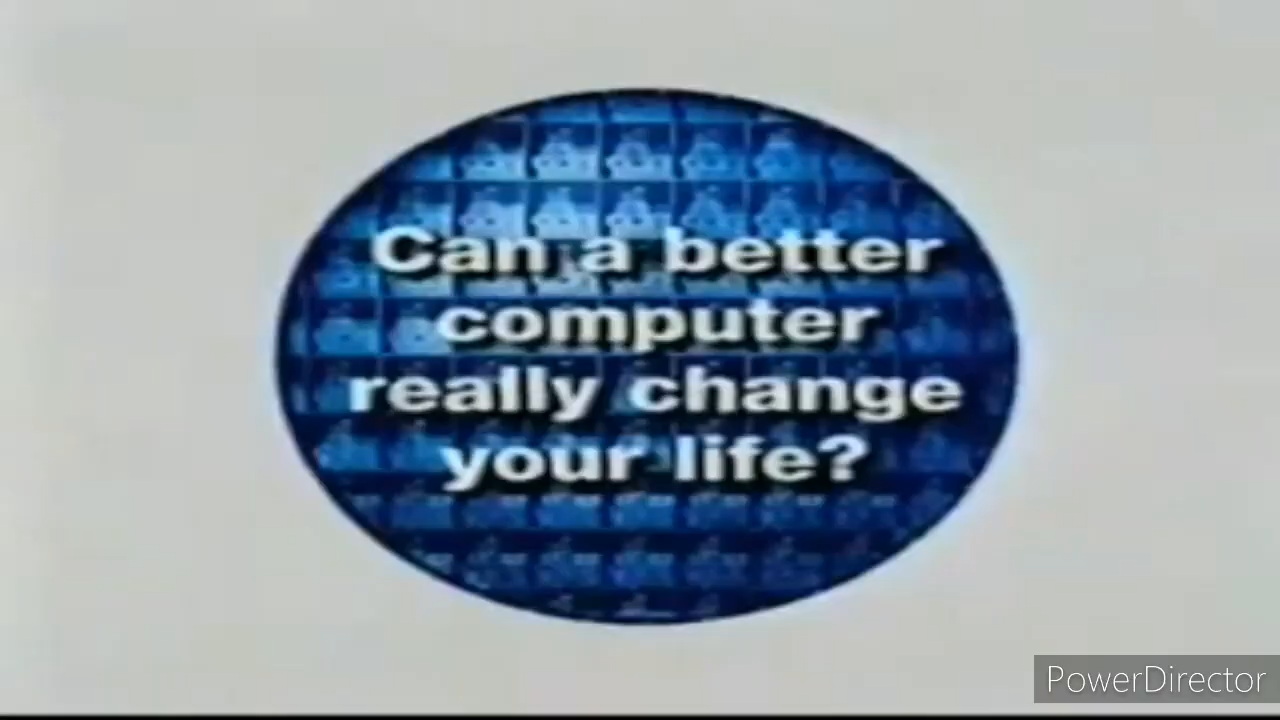 Can a better
computer
really change
your life?
PowerDirector